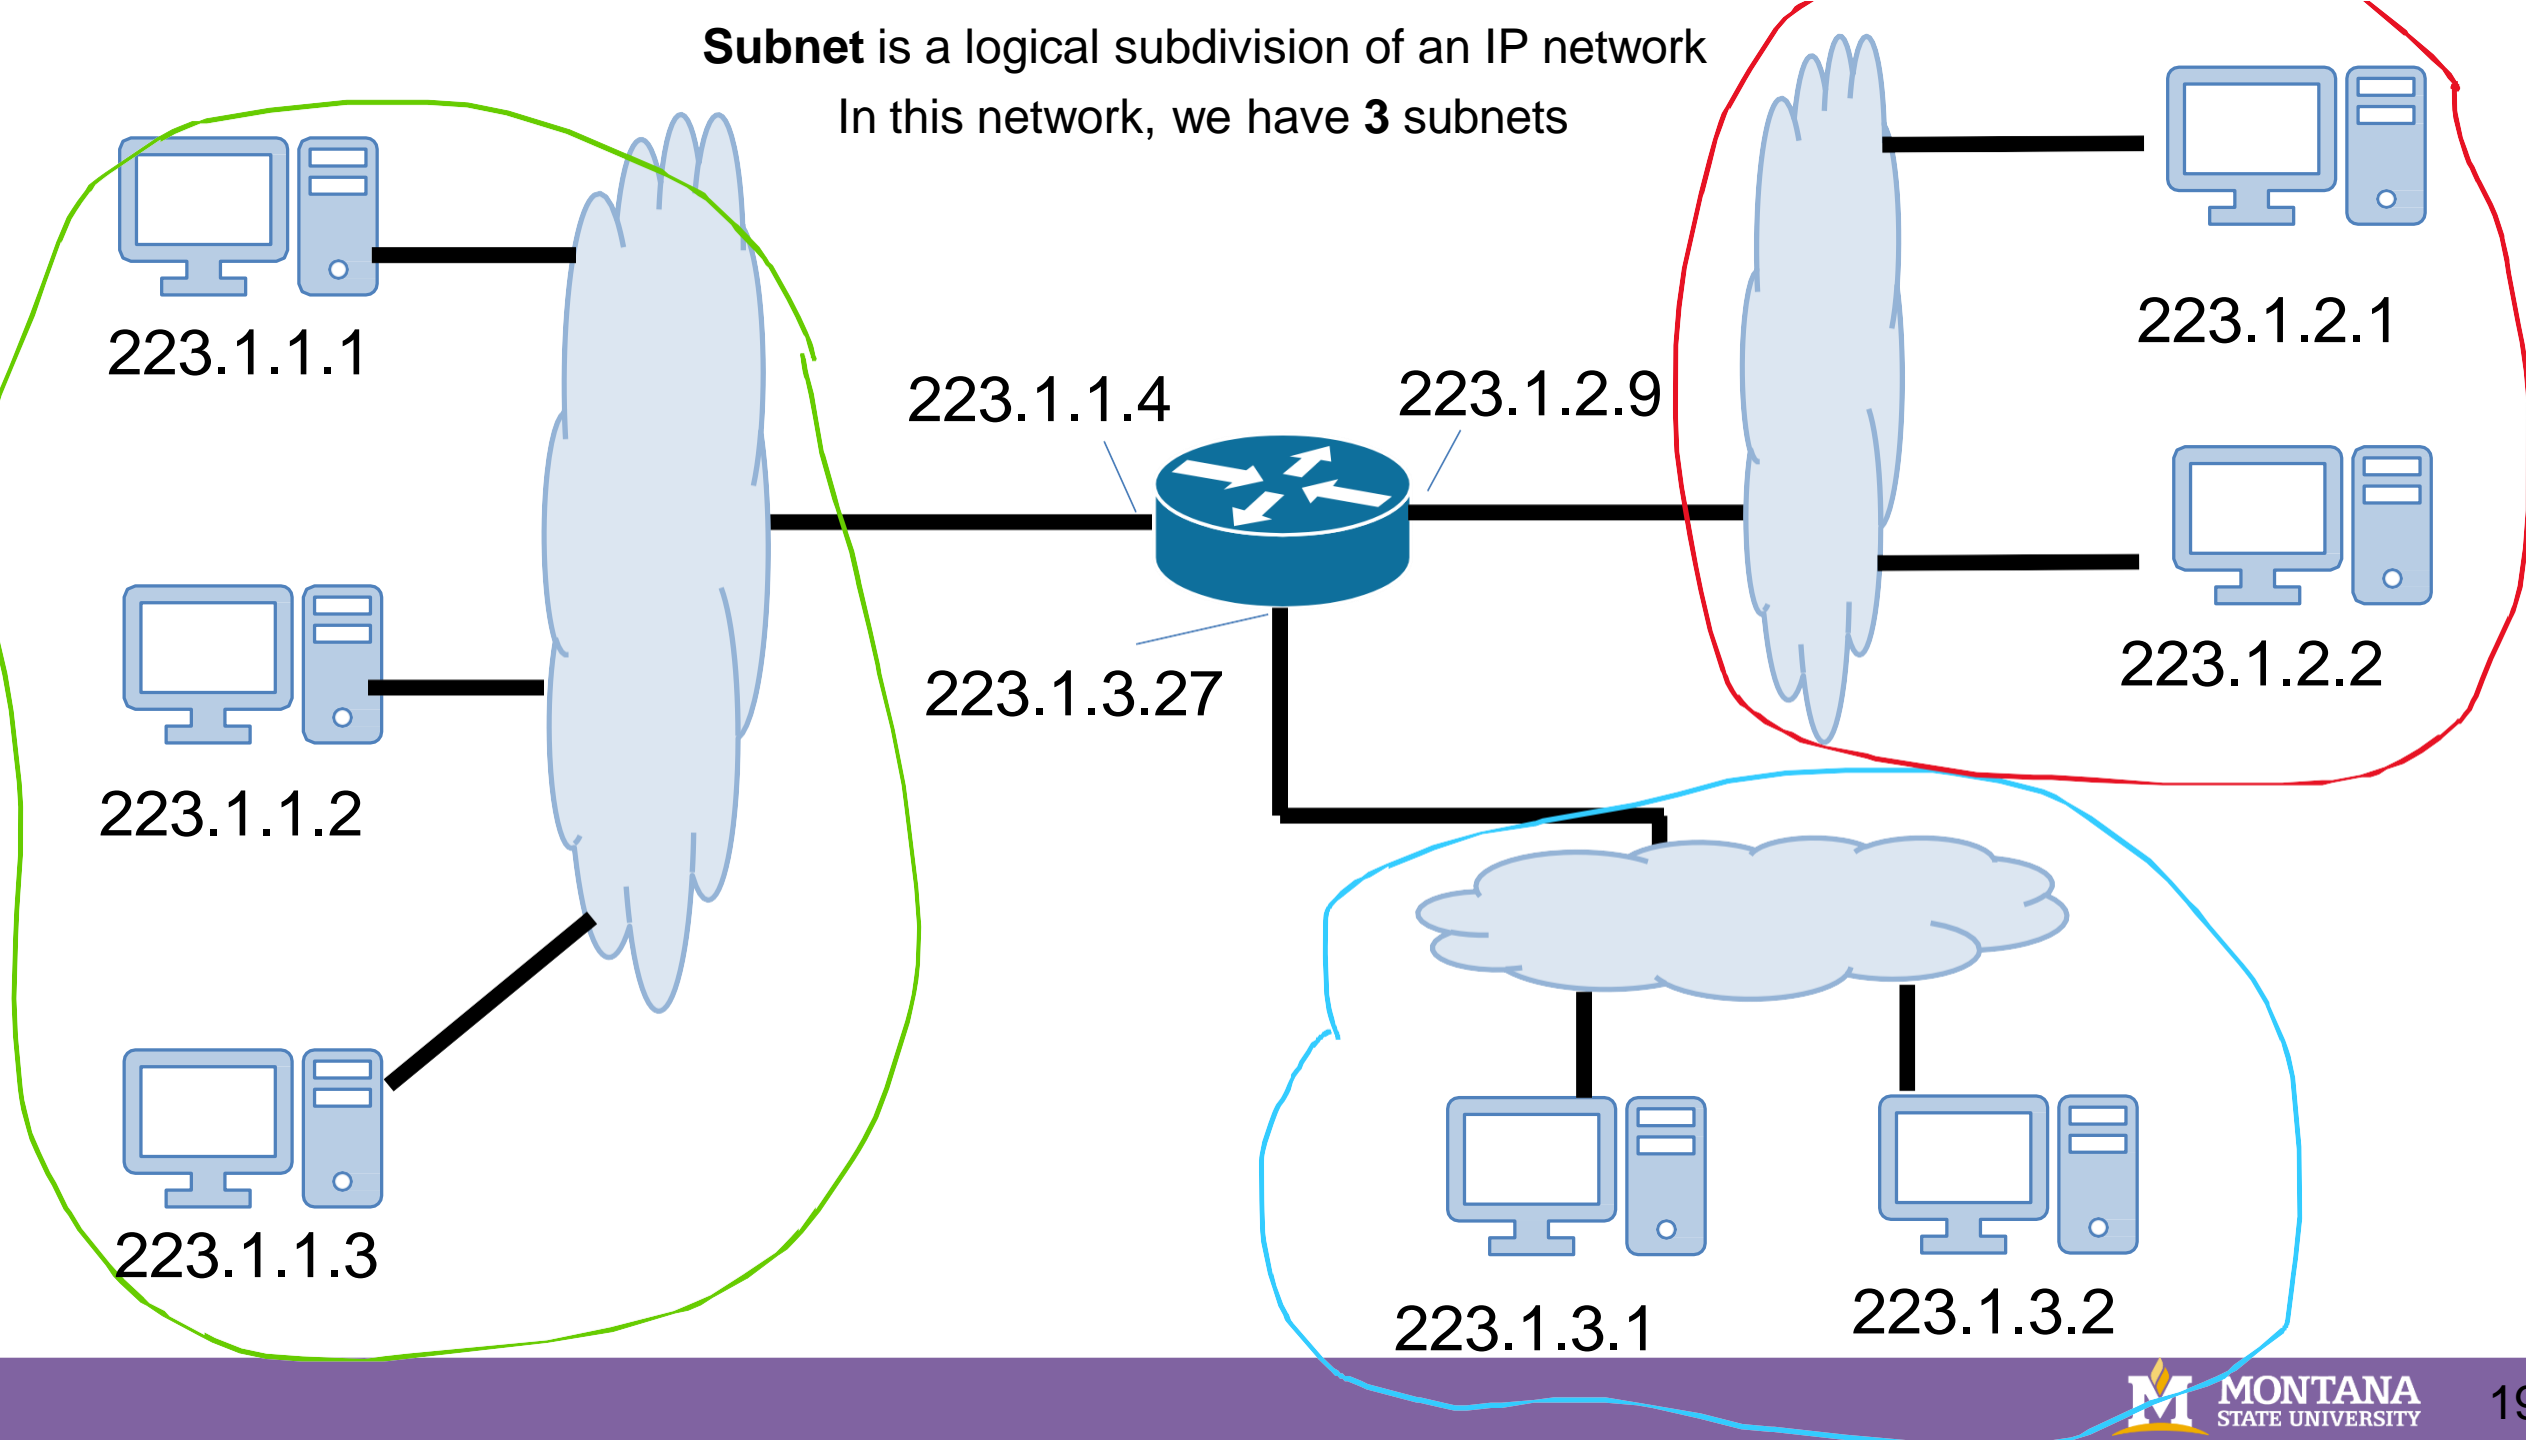 Subnet is a logical subdivision of an IP network
In this network, we have 3 subnets
223.1.1.1
223.1.2.1
223.1.1.4
223.1.2.9
223.1.3.27
223.1.2.2
223.1.1.2
223.1.1.3
223.1.3.1
223.1.3.2
M MONTANA
STATE UNIVERSITY
19